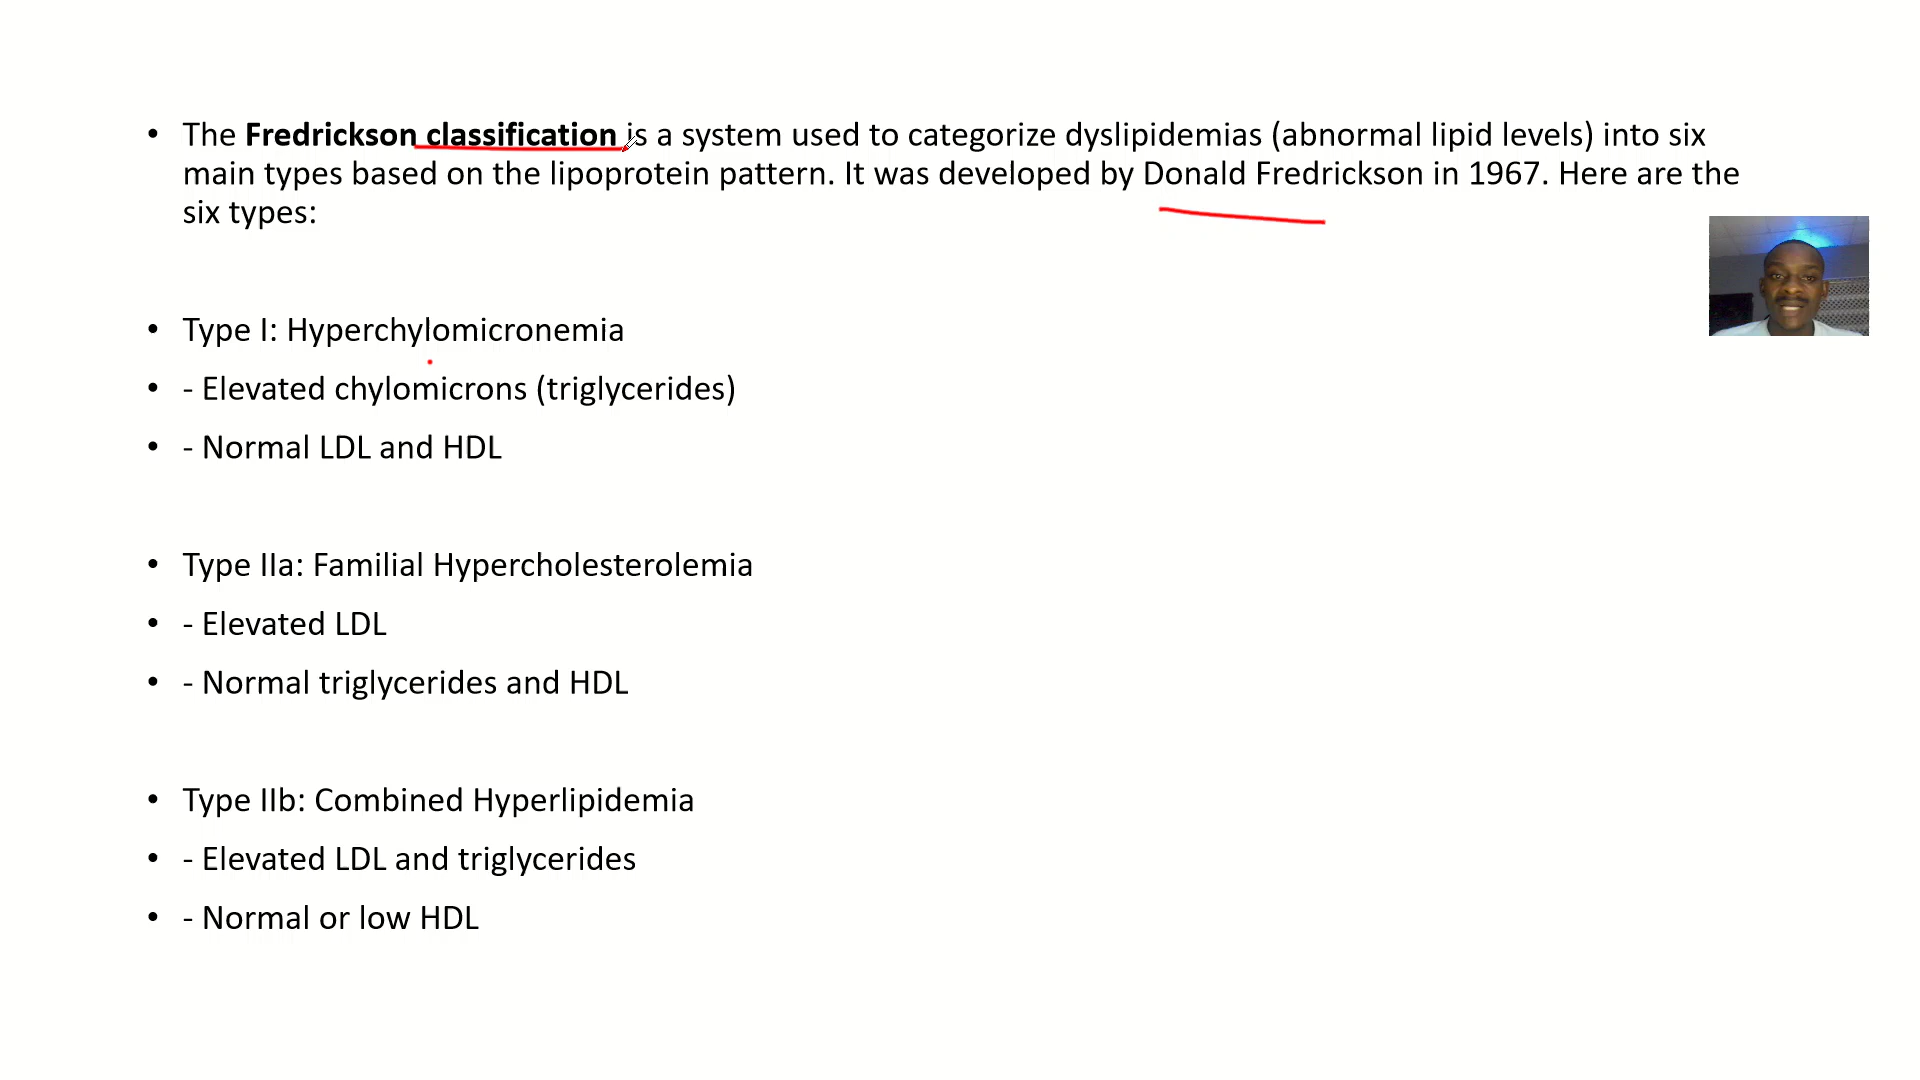 • The Fredrickson classification is a system used to categorize dyslipidemias (abnormal lipid levels) into six
main types based on the lipoprotein pattern. It was developed by Donald Fredrickson in 1967. Here are the
six types:
• Type I: Hyperchylomicronemia
• - Elevated chylomicrons (triglycerides)
• - Normal LDL and HDL
• Type IIa: Familial Hypercholesterolemia
• - Elevated LDL
• - Normal triglycerides and HDL
• Type IIb: Combined Hyperlipidemia
• - Elevated LDL and triglycerides
• - Normal or low HDL